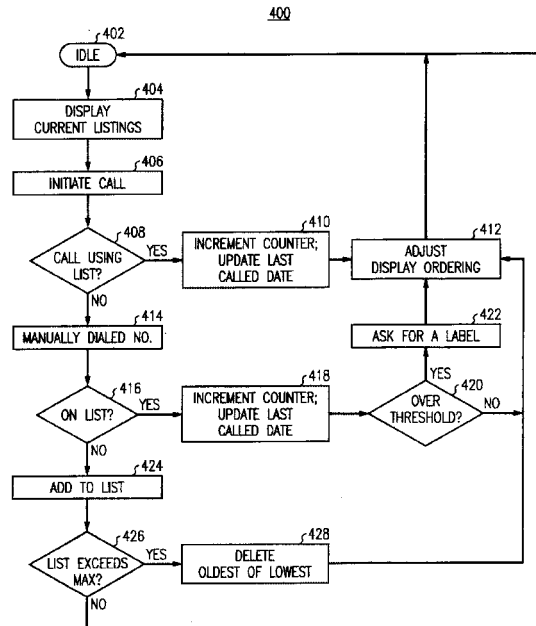 400
402
IDLE
404
DISPLAY
CURRENT LISTINGS
406
INITIATE CALL
408
CALL USING
LIST?
YES
NO
410
INCREMENT COUNTER;
UPDATE LAST
CALLED DATE
412
ADJUST
DISPLAY ORDERING
414
MANUALLY DIALED NO.
422
ASK FOR A LABEL
YES
416
ON LIST?
YES
NO
418
INCREMENT COUNTER;
UPDATE LAST
CALLED DATE
420
OVER
THRESHOLD?
NO
424
ADD TO LIST
426
LIST EXCEEDS
MAX?
YES
NO
428
DELETE
OLDEST OF LOWEST